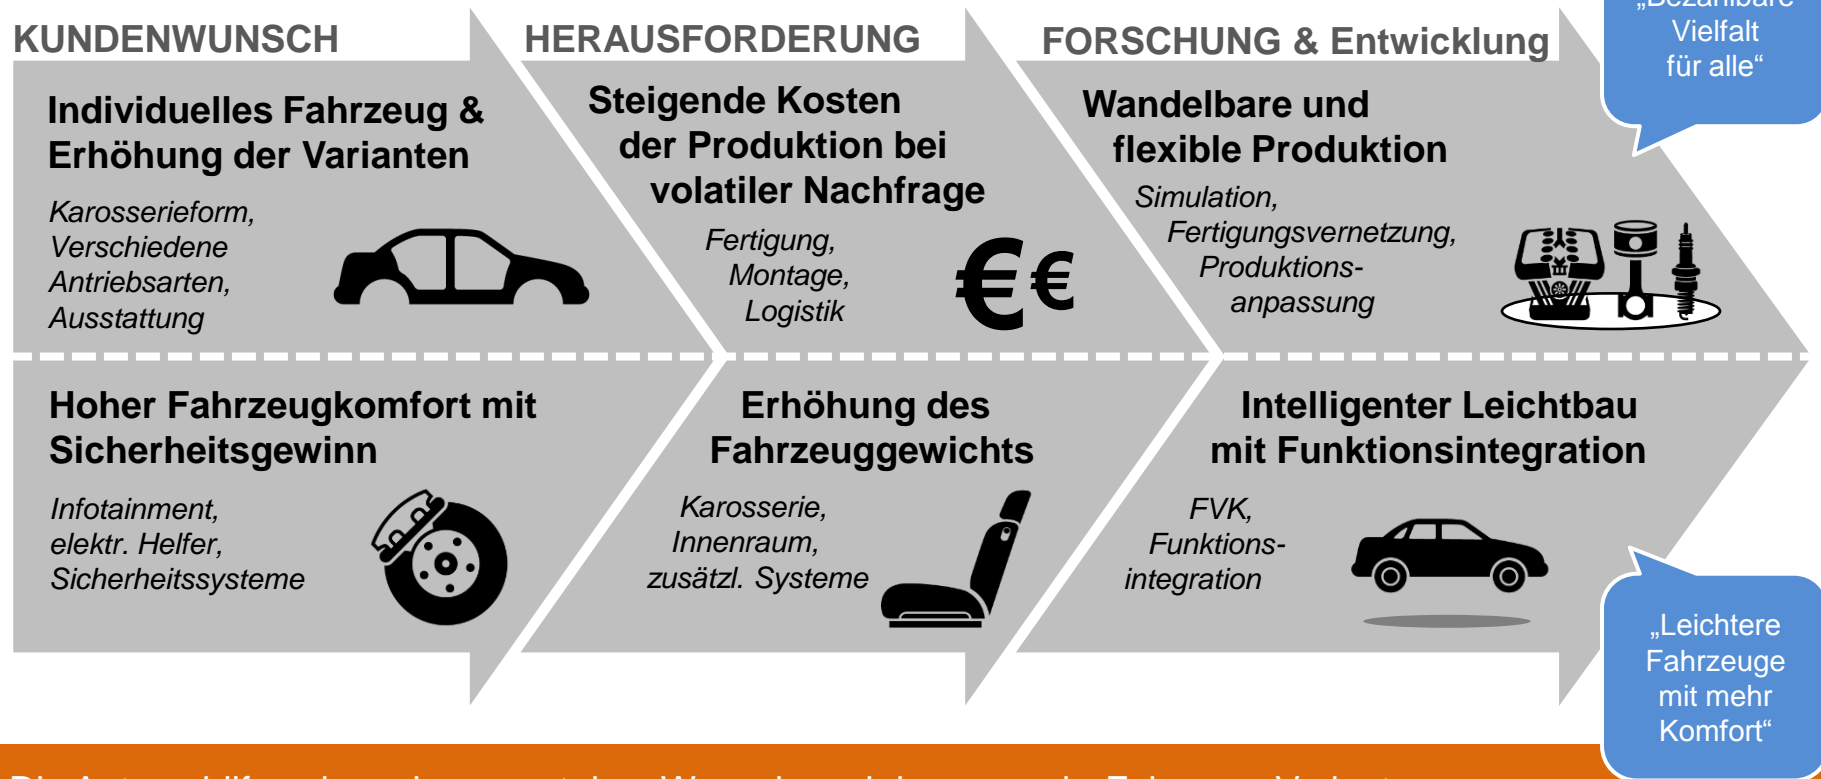 KUNDENWUNSCH
Individuelles Fahrzeug &
Erhöhung der Varianten
Karosserieform,
Verschiedene
Antriebsarten,
Ausstattung
Hoher Fahrzeugkomfort mit
Sicherheitsgewinn
Infotainment,
elektr. Helfer,
Sicherheitssysteme
HERAUSFORDERUNG
Steigende Kosten
der Produktion bei
volatiler Nachfrage
Fertigung,
Montage,
Logistik
€€
Erhöhung des
Fahrzeuggewichts
Karosserie,
Innenraum,
zusätzl. Systeme
FORSCHUNG & Entwicklung
Wandelbare und
flexible Produktion
Simulation,
Fertigungsvernetzung,
Produktions-
anpassung
Intelligenter Leichtbau
mit Funktionsintegration
FVK,
Funktions-
integration
„Bezahlbare
Vielfalt
für alle“
„Leichtere
Fahrzeuge
mit mehr
Komfort“